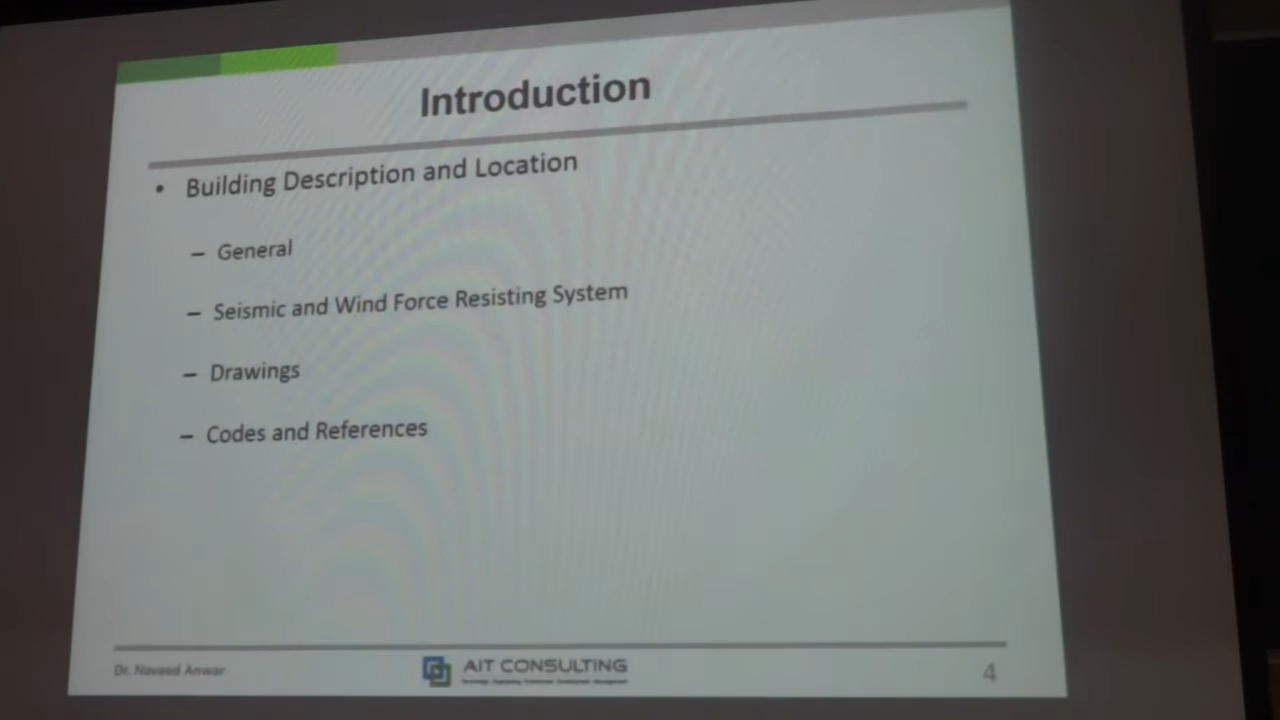 Introduction
• Building Description and Location
– General
– Seismic and Wind Force Resisting System
– Drawings
– Codes and References
Dr. Naveed Anwar
AIT CONSULTING
4